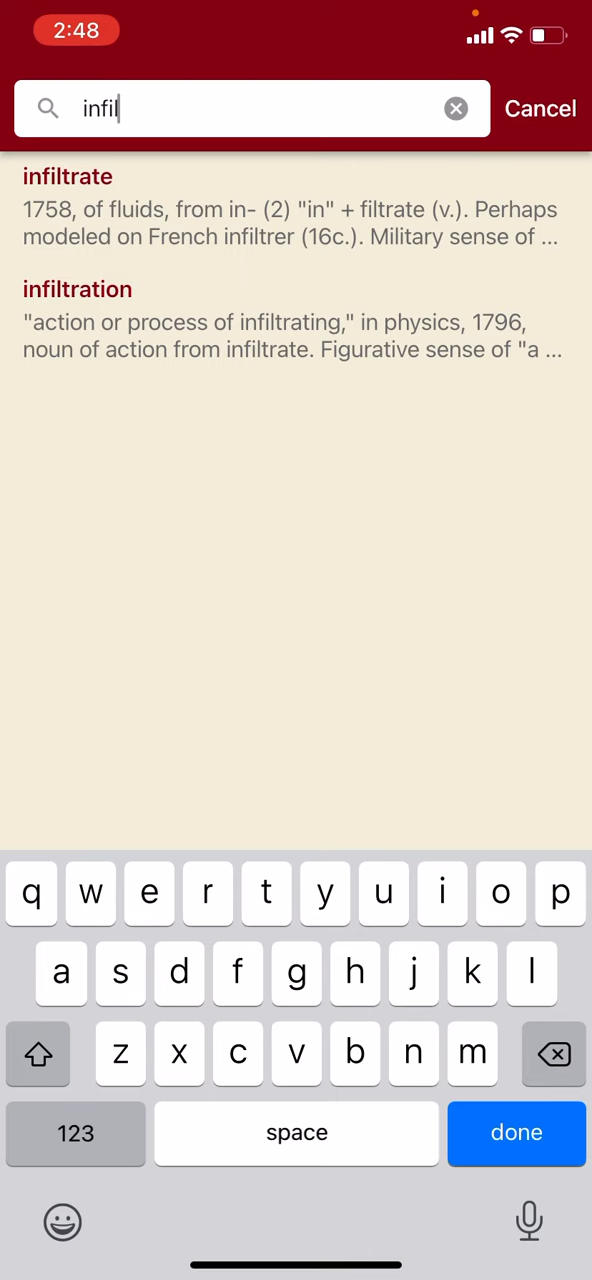 2:48
infil
Cancel
infiltrate
1758, of fluids, from in- (2) "in" + filtrate (v.). Perhaps
modeled on French infiltrer (16c.). Military sense of ...
infiltration
"action or process of infiltrating," in physics, 1796,
noun of action from infiltrate. Figurative sense of "a ...
q w e r t y u i o p
a s d f g h j k l
z x c v b n m
123 space done